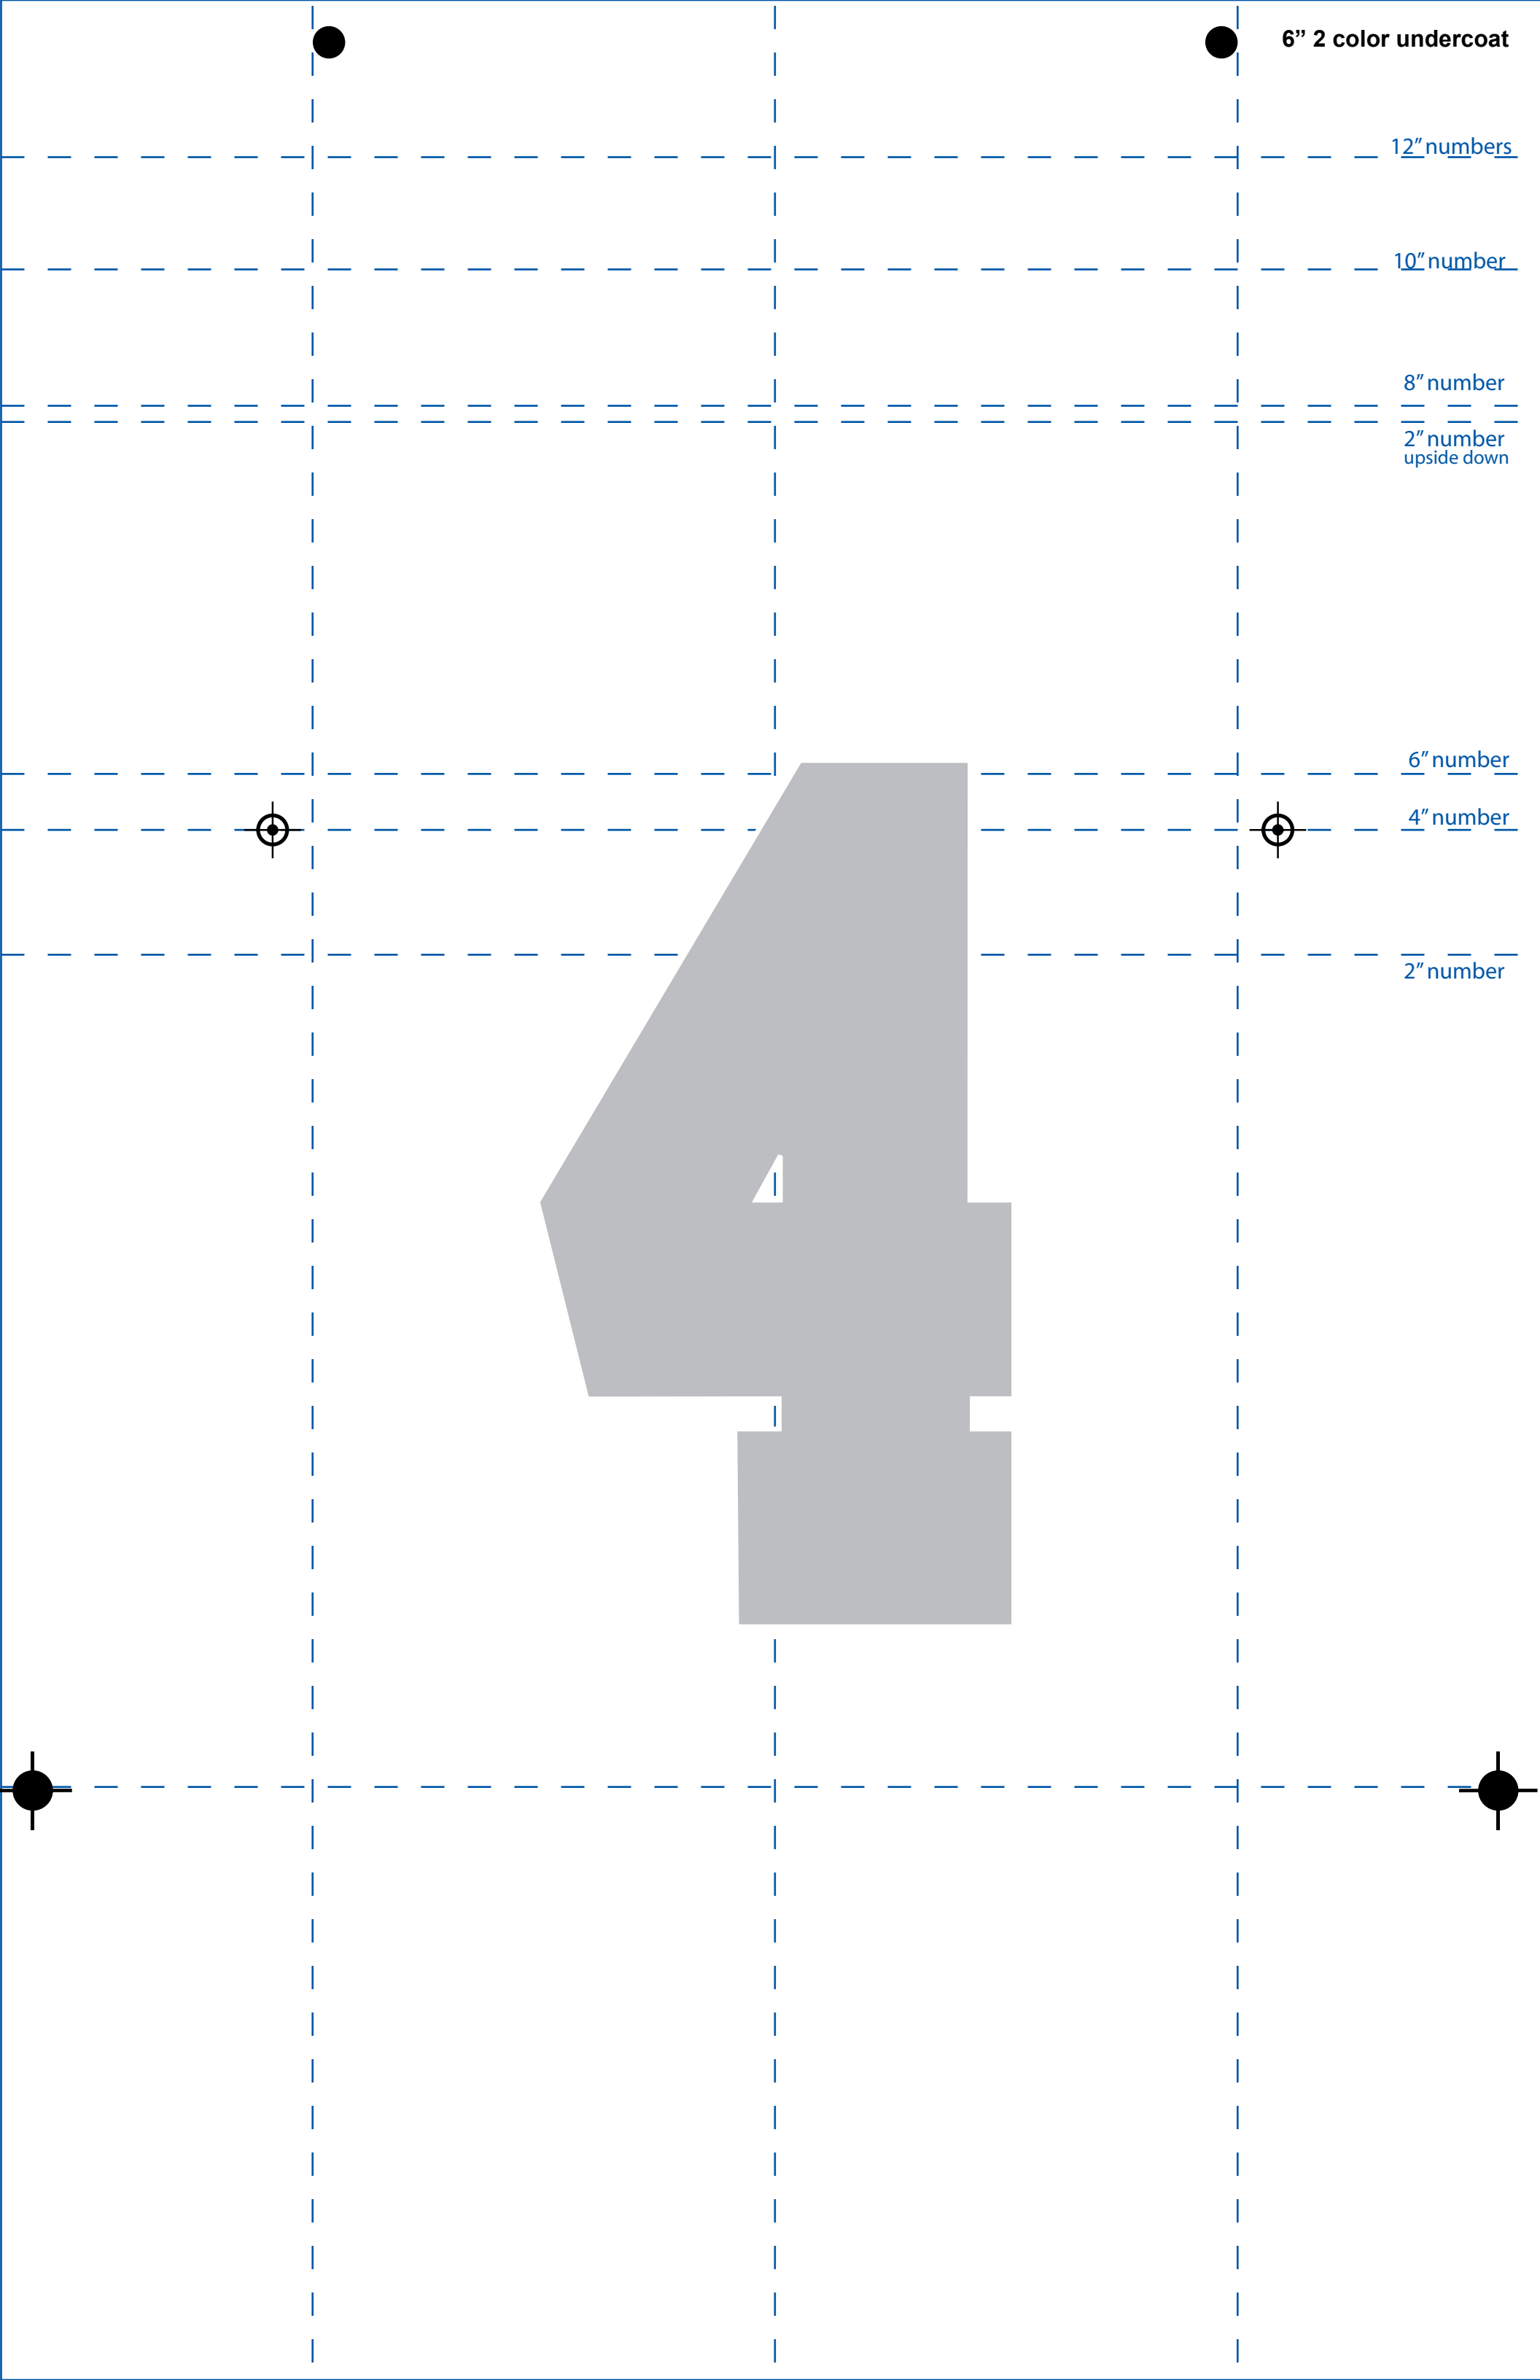 6” 2 color undercoat
12” numbers
10” number
8” number
2” number
upside down
6” number
4” number
2” number
4